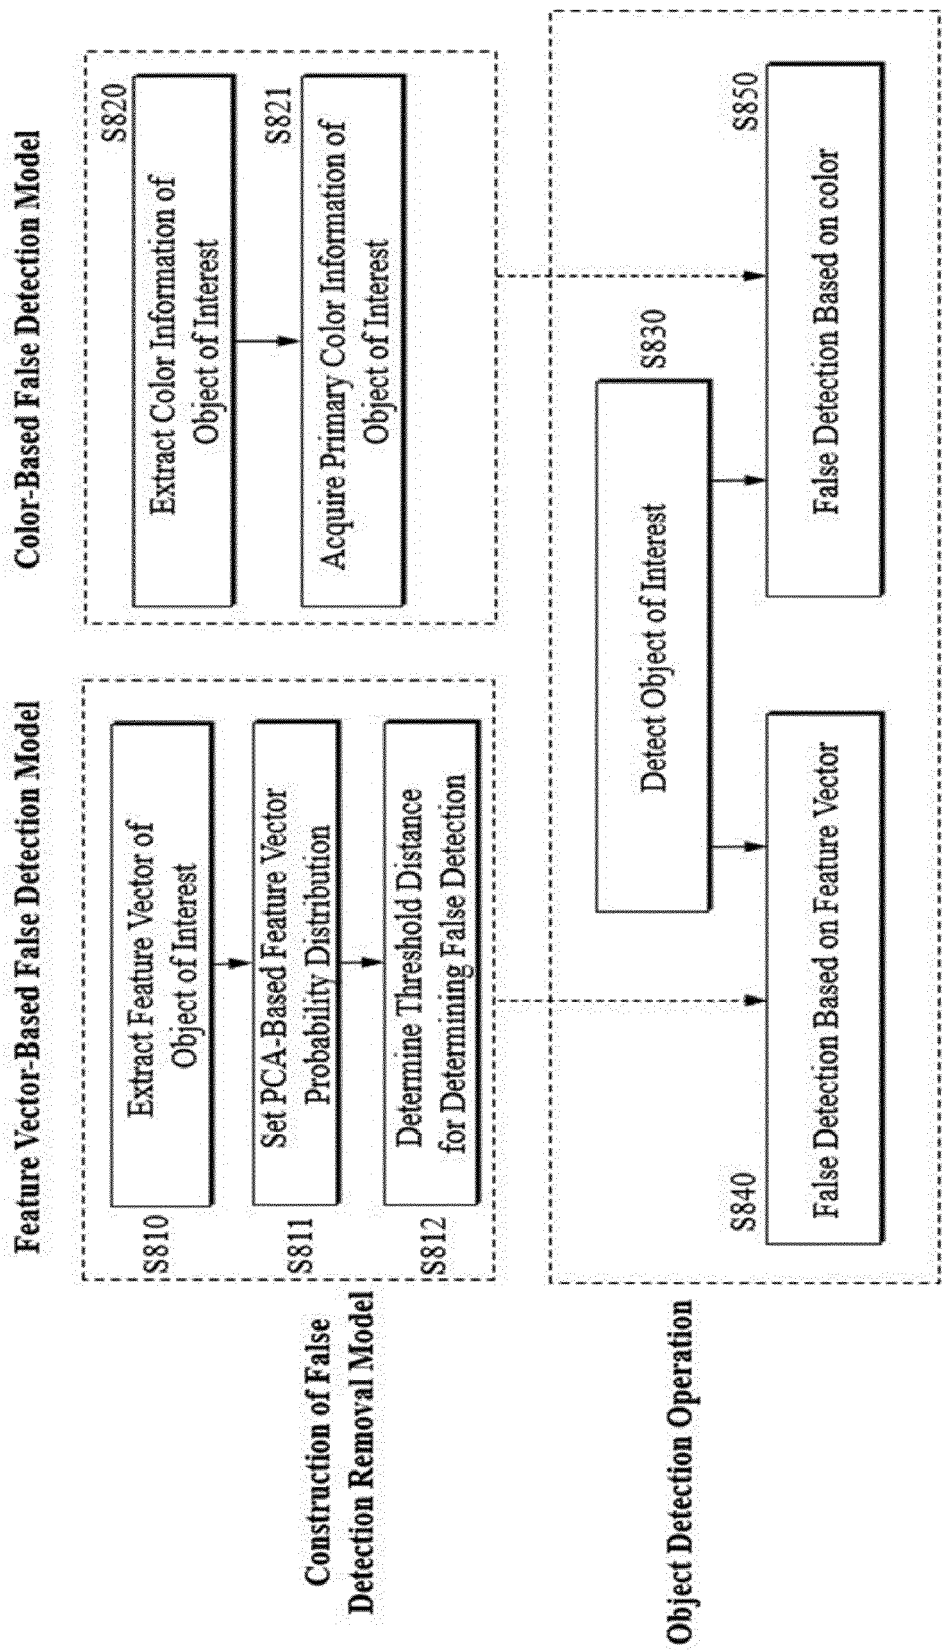 Feature Vector-Based False Detection Model
Color-Based False Detection Model
Construction of False
Detection Removal Model
S810
Extract Feature Vector of
Object of Interest
S811
Set PCA-Based Feature Vector
Probability Distribution
S812
Determine Threshold Distance
for Determining False Detection
S820
Extract Color Information of
Object of Interest
S821
Acquire Primary Color Information of
Object of Interest
Object Detection Operation
S830
Detect Object of Interest
S840
False Detection Based on Feature Vector
S850
False Detection Based on color